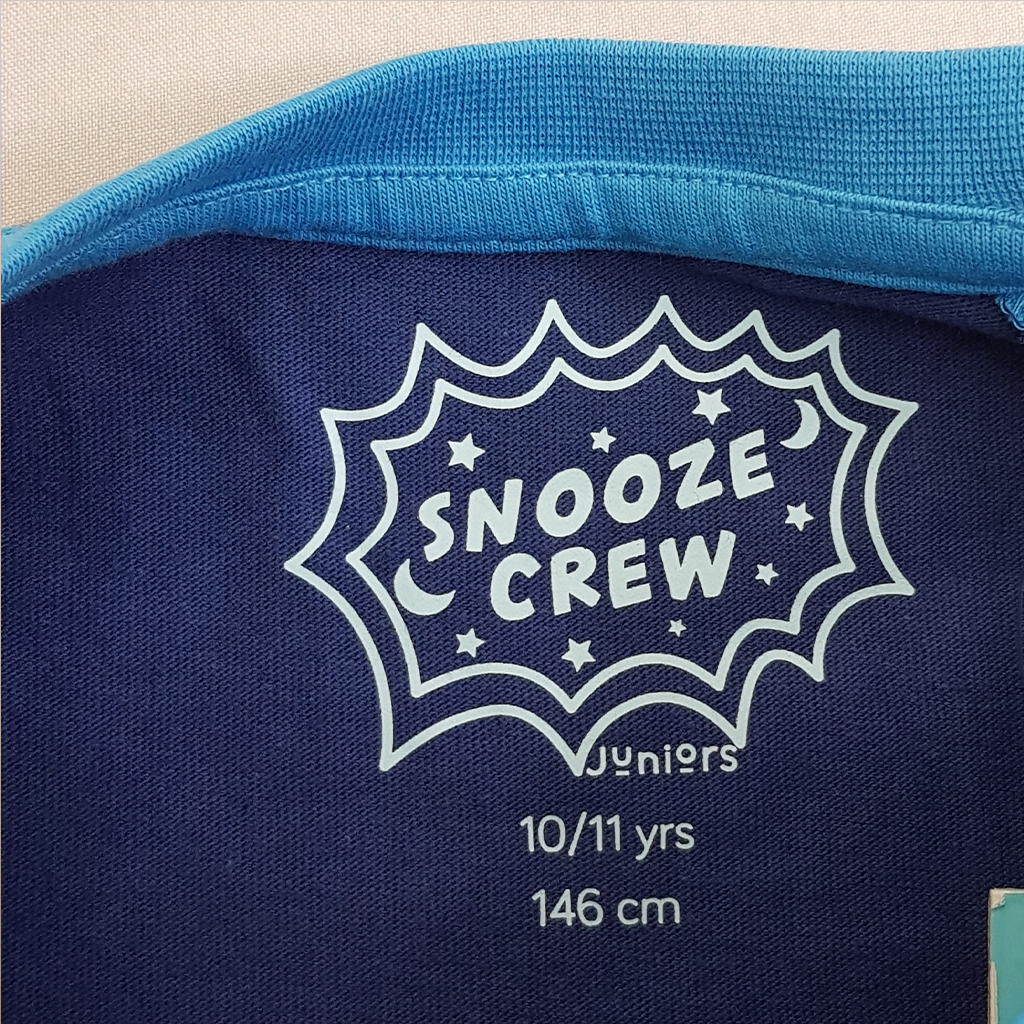 SNOOZE
CREW
Juniors
10/11 yrs
146 cm